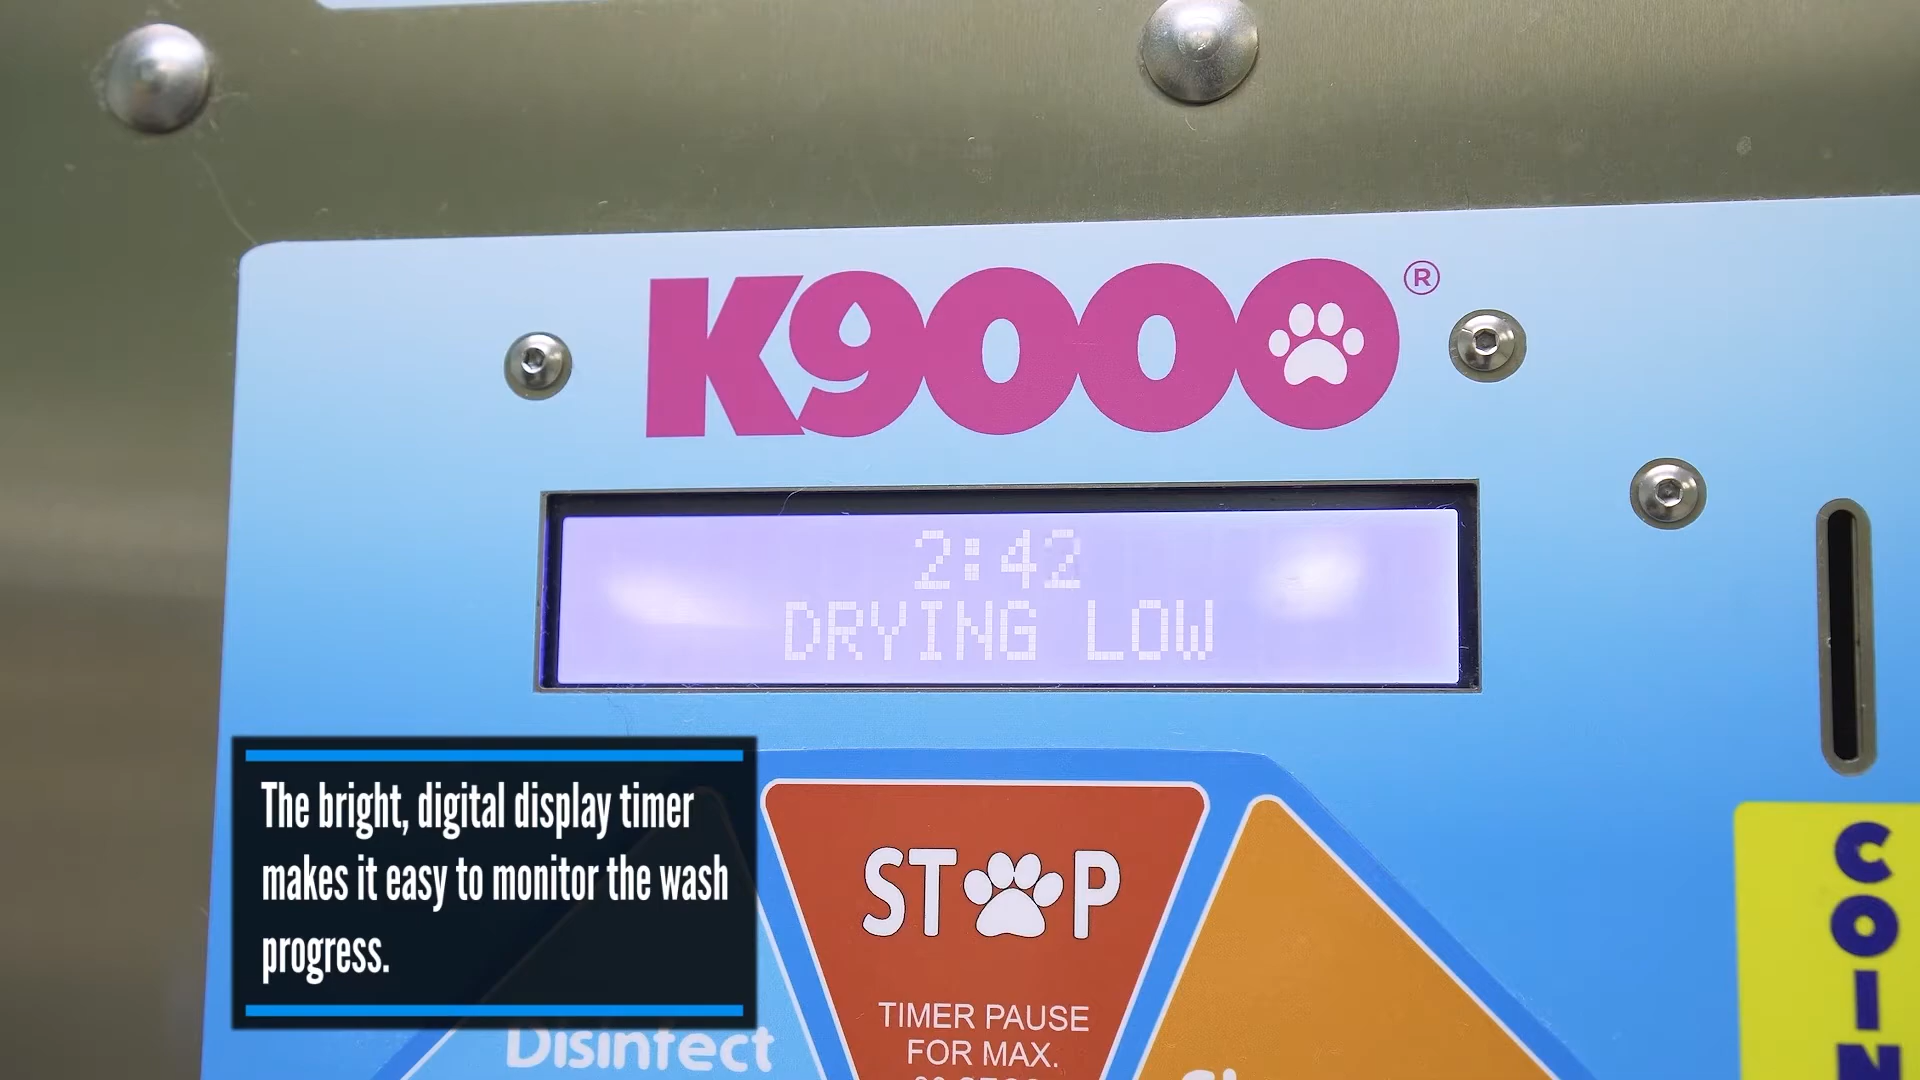 K9000®
2:42
DRYING LOW
The bright, digital display timer
makes it easy to monitor the wash
progress.
STOP
TIMER PAUSE
FOR MAX.
Disinfect
COIN